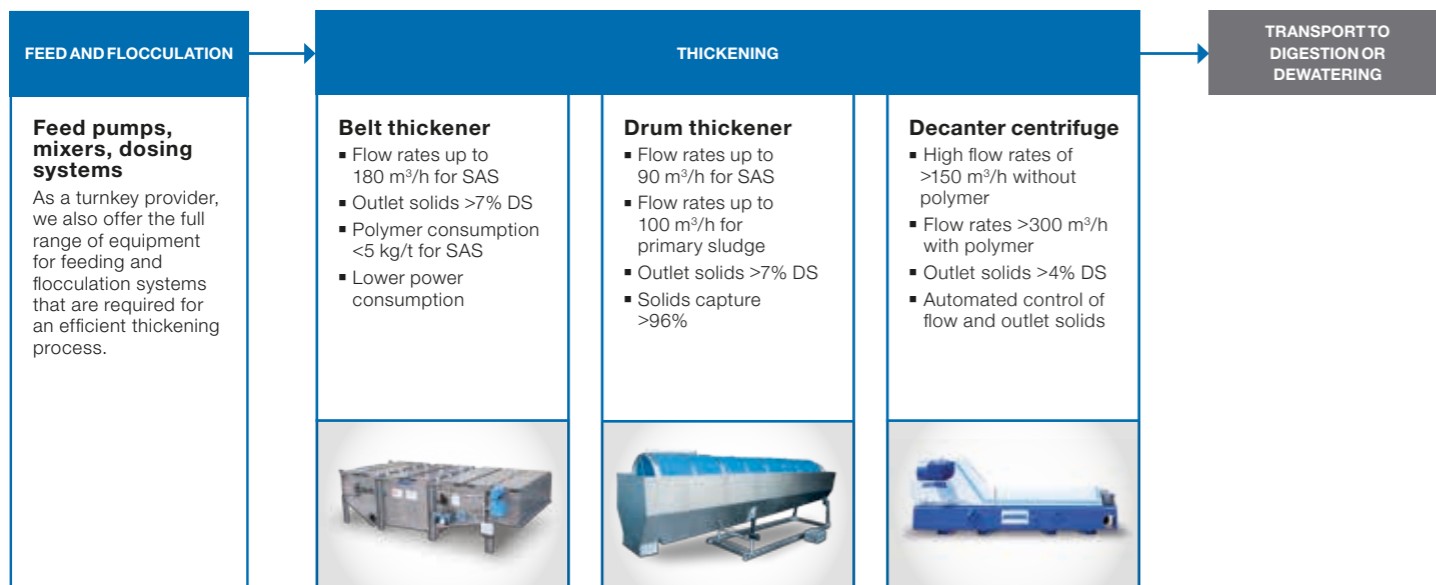 FEED AND FLOCCULATION
THICKENING
TRANSPORT TO
DIGESTION OR
DEWATERING
Feed pumps,
mixers, dosing
systems
As a turnkey provider,
we also offer the full
range of equipment
for feeding and
flocculation systems
that are required for
an efficient thickening
process.
Belt thickener
▪ Flow rates up to
180 m³/h for SAS
▪ Outlet solids >7% DS
▪ Polymer consumption
<5 kg/t for SAS
▪ Lower power
consumption
Drum thickener
▪ Flow rates up to
90 m³/h for SAS
▪ Flow rates up to
100 m³/h for
primary sludge
▪ Outlet solids >7% DS
▪ Solids capture
>96%
Decanter centrifuge
▪ High flow rates of
>150 m³/h without
polymer
▪ Flow rates >300 m³/h
with polymer
▪ Outlet solids >4% DS
▪ Automated control of
flow and outlet solids